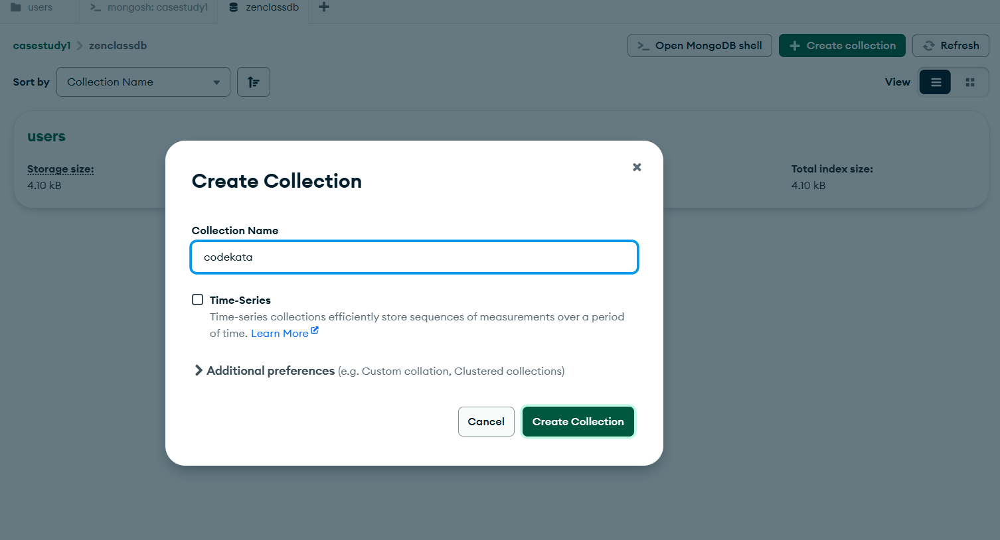 users
mongosh: casestudy1
zenclassdb
casestudy1 zenclassdb
Open MongoDB shell
Create collection
Refresh
Sort by
Collection Name
View
users
Storage size:
4.10 kB
Total index size:
4.10 kB
Create Collection
Collection Name
codekata
Time-Series
Time-series collections efficiently store sequences of measurements over a period
of time. Learn More
Additional preferences (e.g. Custom collation, Clustered collections)
Cancel
Create Collection